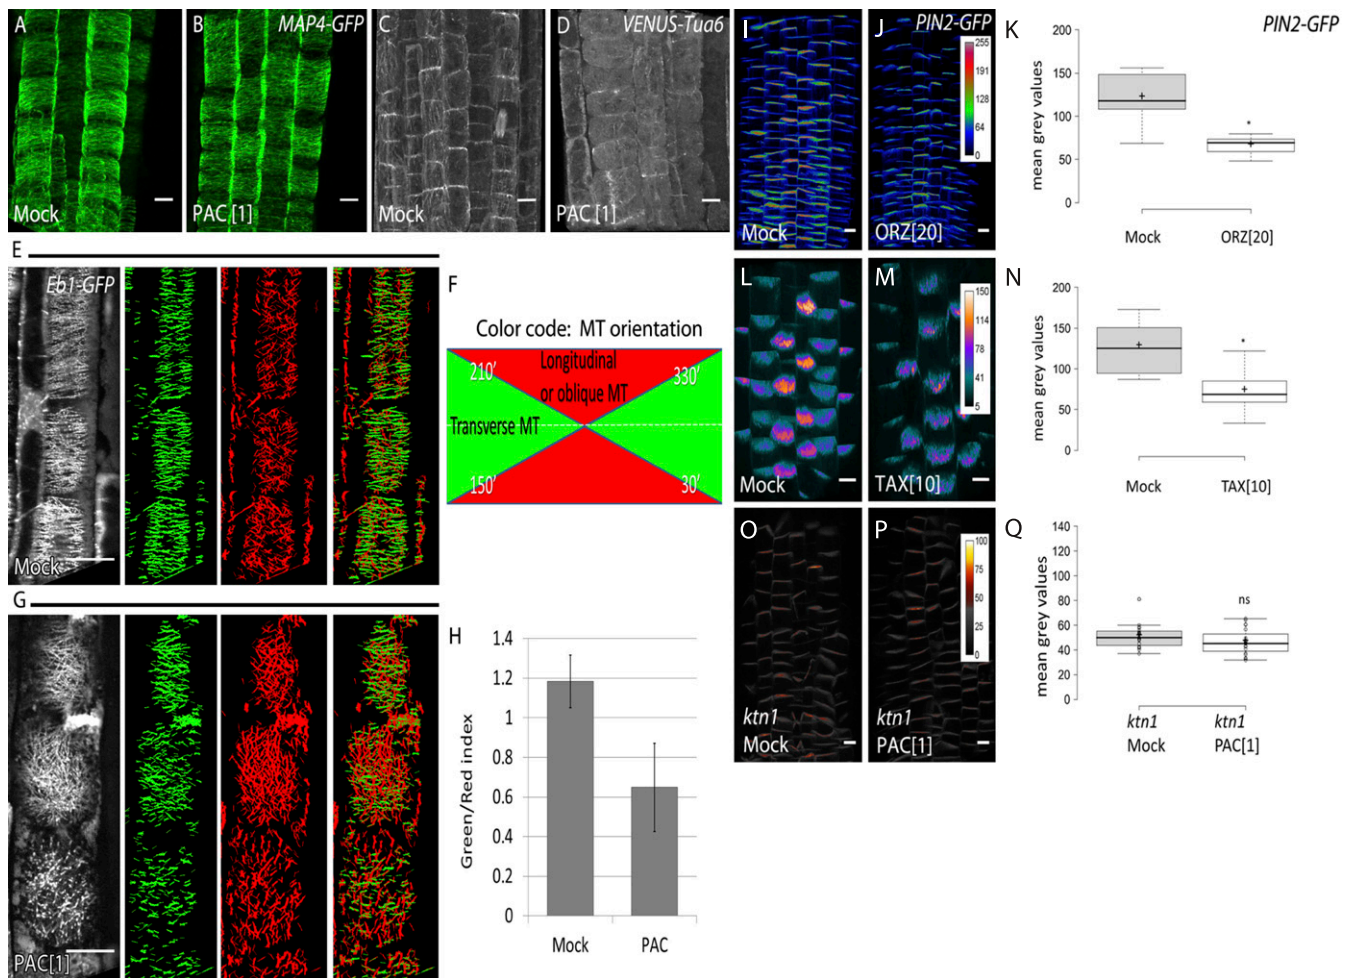 A
MAP4-GFP
B
C
VENUS-Tua6
D
Mock
PAC [1]
Mock
PAC [1]
E
Eb1-GFP
Mock
F
Color code: MT orientation
Longitudinal
or oblique MT
210'
330'
Transverse MT
150'
30'
G
PAC[1]
H
Green/Red index
1.4
1.2
1
0.8
0.6
0.4
0.2
0
Mock
PAC
I
J
PIN2-GFP
255
191
128
64
0
Mock
ORZ[20]
K
PIN2-GFP
mean grey values
200
150
100
50
0
*
Mock
ORZ[20]
L
M
150
114
78
41
5
Mock
TAX[10]
N
mean grey values
200
150
100
50
0
*
Mock
TAX[10]
O
P
100
75
50
25
0
ktn1
Mock
ktn1
PAC[1]
Q
mean grey values
140
120
100
80
60
40
20
0
ns
ktn1
Mock
ktn1
PAC[1]